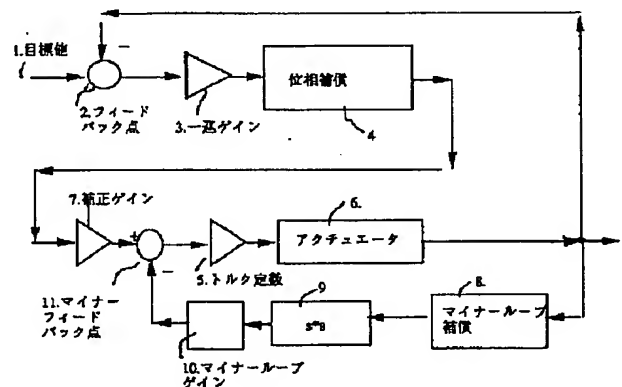 1.目標値
2.フィード
バック点
3.一巡ゲイン
位相補償
4
7.補正ゲイン
+
−
6.
アクチュエータ
5.トルク定数
11.マイナー
フィード
バック点
9
8.
マイナーループ
補償
10.マイナーループ
ゲイン